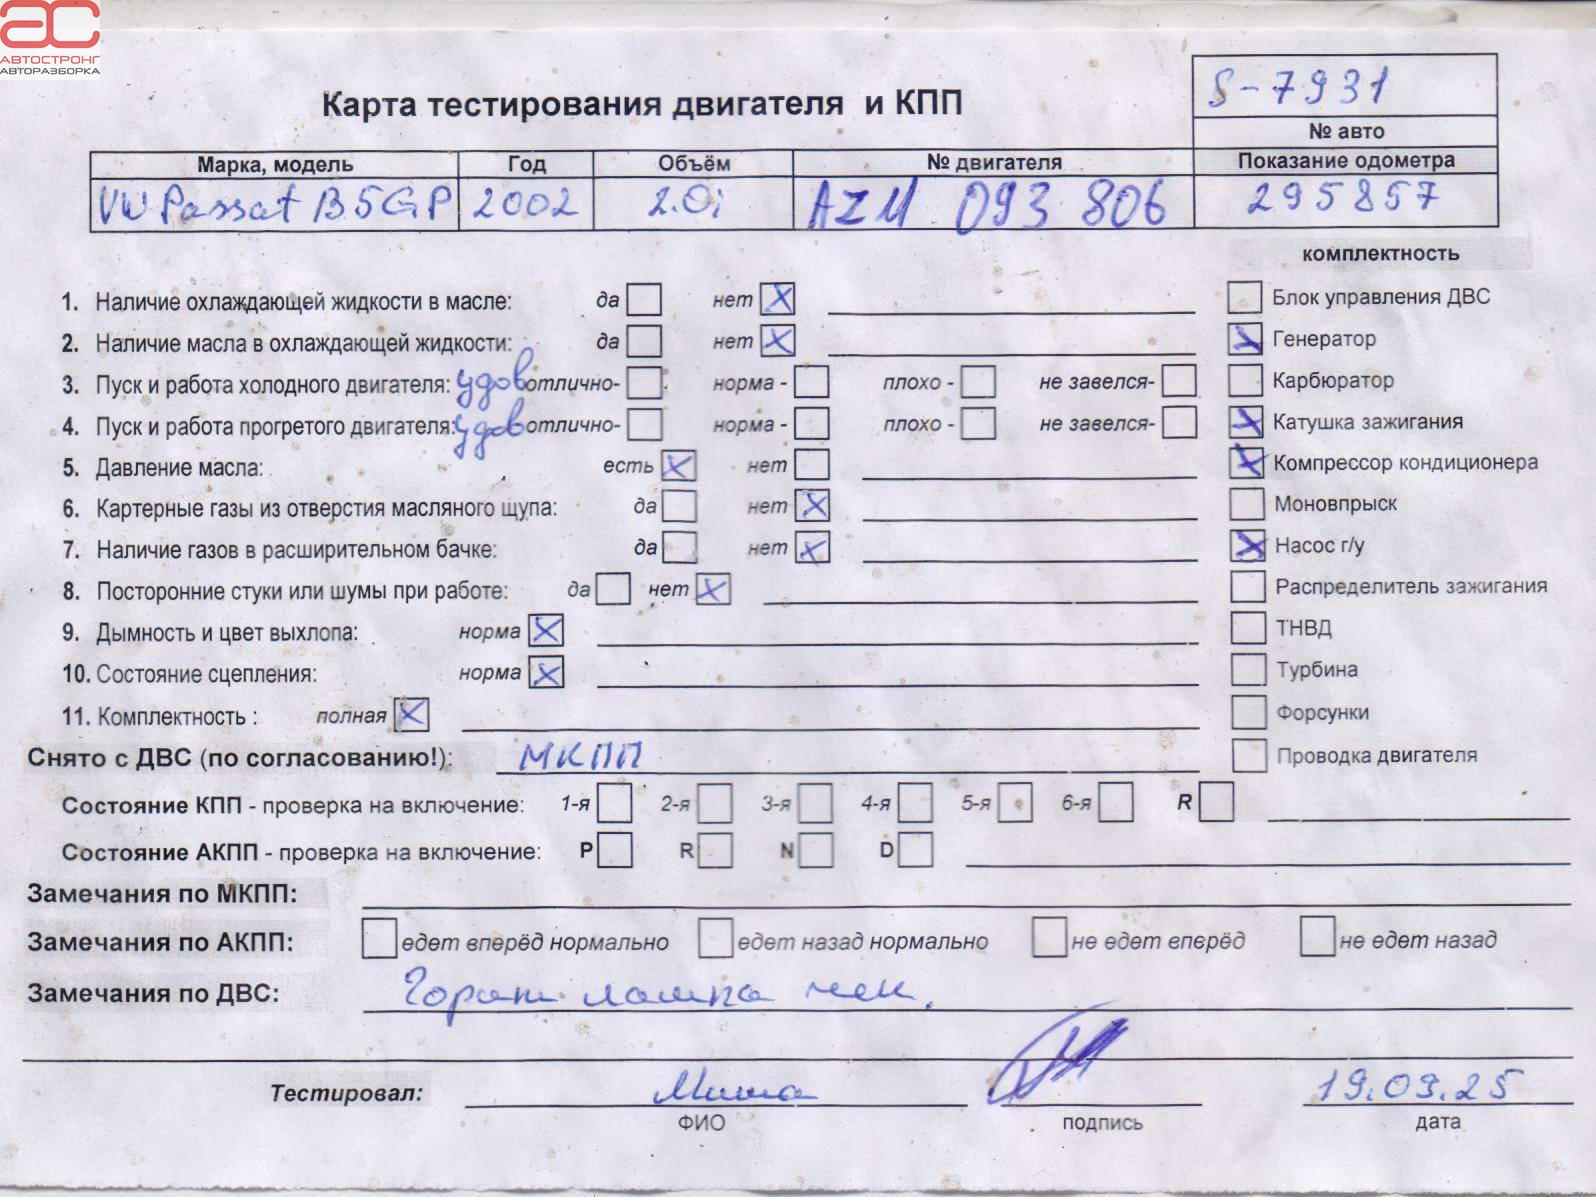 АС
АВТОСТРОНГ
АВТОРАЗБОРКА
S-7931
Карта тестирования двигателя и КПП
№ авто
Марка, модель Год Объём № двигателя Показание одометра
VW Passat B5GP 2002 2.0i AZM 093 806 295857
комплектность
1. Наличие охлаждающей жидкости в масле: да нет X
Блок управления ДВС
2. Наличие масла в охлаждающей жидкости: да нет X
X Генератор
3. Пуск и работа холодного двигателя: удов отлично- норма - плохо - не завелся-
Карбюратор
4. Пуск и работа прогретого двигателя: удов отлично- норма - плохо - не завелся-
X Катушка зажигания
5. Давление масла: есть X нет
X Компрессор кондиционера
6. Картерные газы из отверстия масляного щупа: да нет X
Моновпрыск
7. Наличие газов в расширительном бачке: да нет X
X Насос г/у
8. Посторонние стуки или шумы при работе: да нет X
Распределитель зажигания
9. Дымность и цвет выхлопа: норма X
ТНВД
10. Состояние сцепления: норма X
Турбина
11. Комплектность : полная X
Форсунки
Снято с ДВС (по согласованию!): МКПП
Проводка двигателя
Состояние КПП - проверка на включение: 1-я 2-я 3-я 4-я 5-я 6-я R
Состояние АКПП - проверка на включение: P R N D
Замечания по МКПП:
Замечания по АКПП: едет вперёд нормально едет назад нормально не едет вперёд не едет назад
Замечания по ДВС: Горит лампа чек.
Тестировал: Миша 19.09.25
ФИО подпись дата